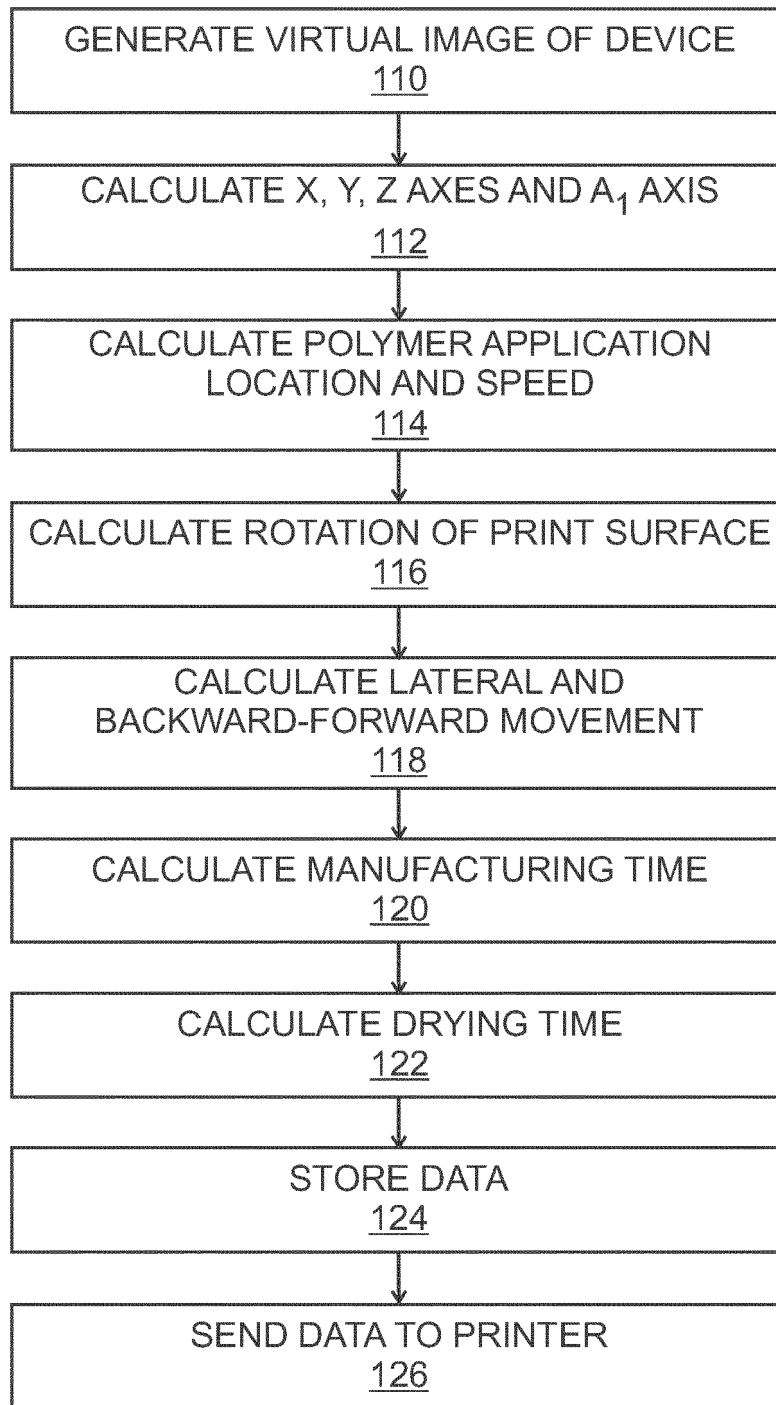 GENERATE VIRTUAL IMAGE OF DEVICE
110
CALCULATE X, Y, Z AXES AND A₁ AXIS
112
CALCULATE POLYMER APPLICATION
LOCATION AND SPEED
114
CALCULATE ROTATION OF PRINT SURFACE
116
CALCULATE LATERAL AND
BACKWARD-FORWARD MOVEMENT
118
CALCULATE MANUFACTURING TIME
120
CALCULATE DRYING TIME
122
STORE DATA
124
SEND DATA TO PRINTER
126